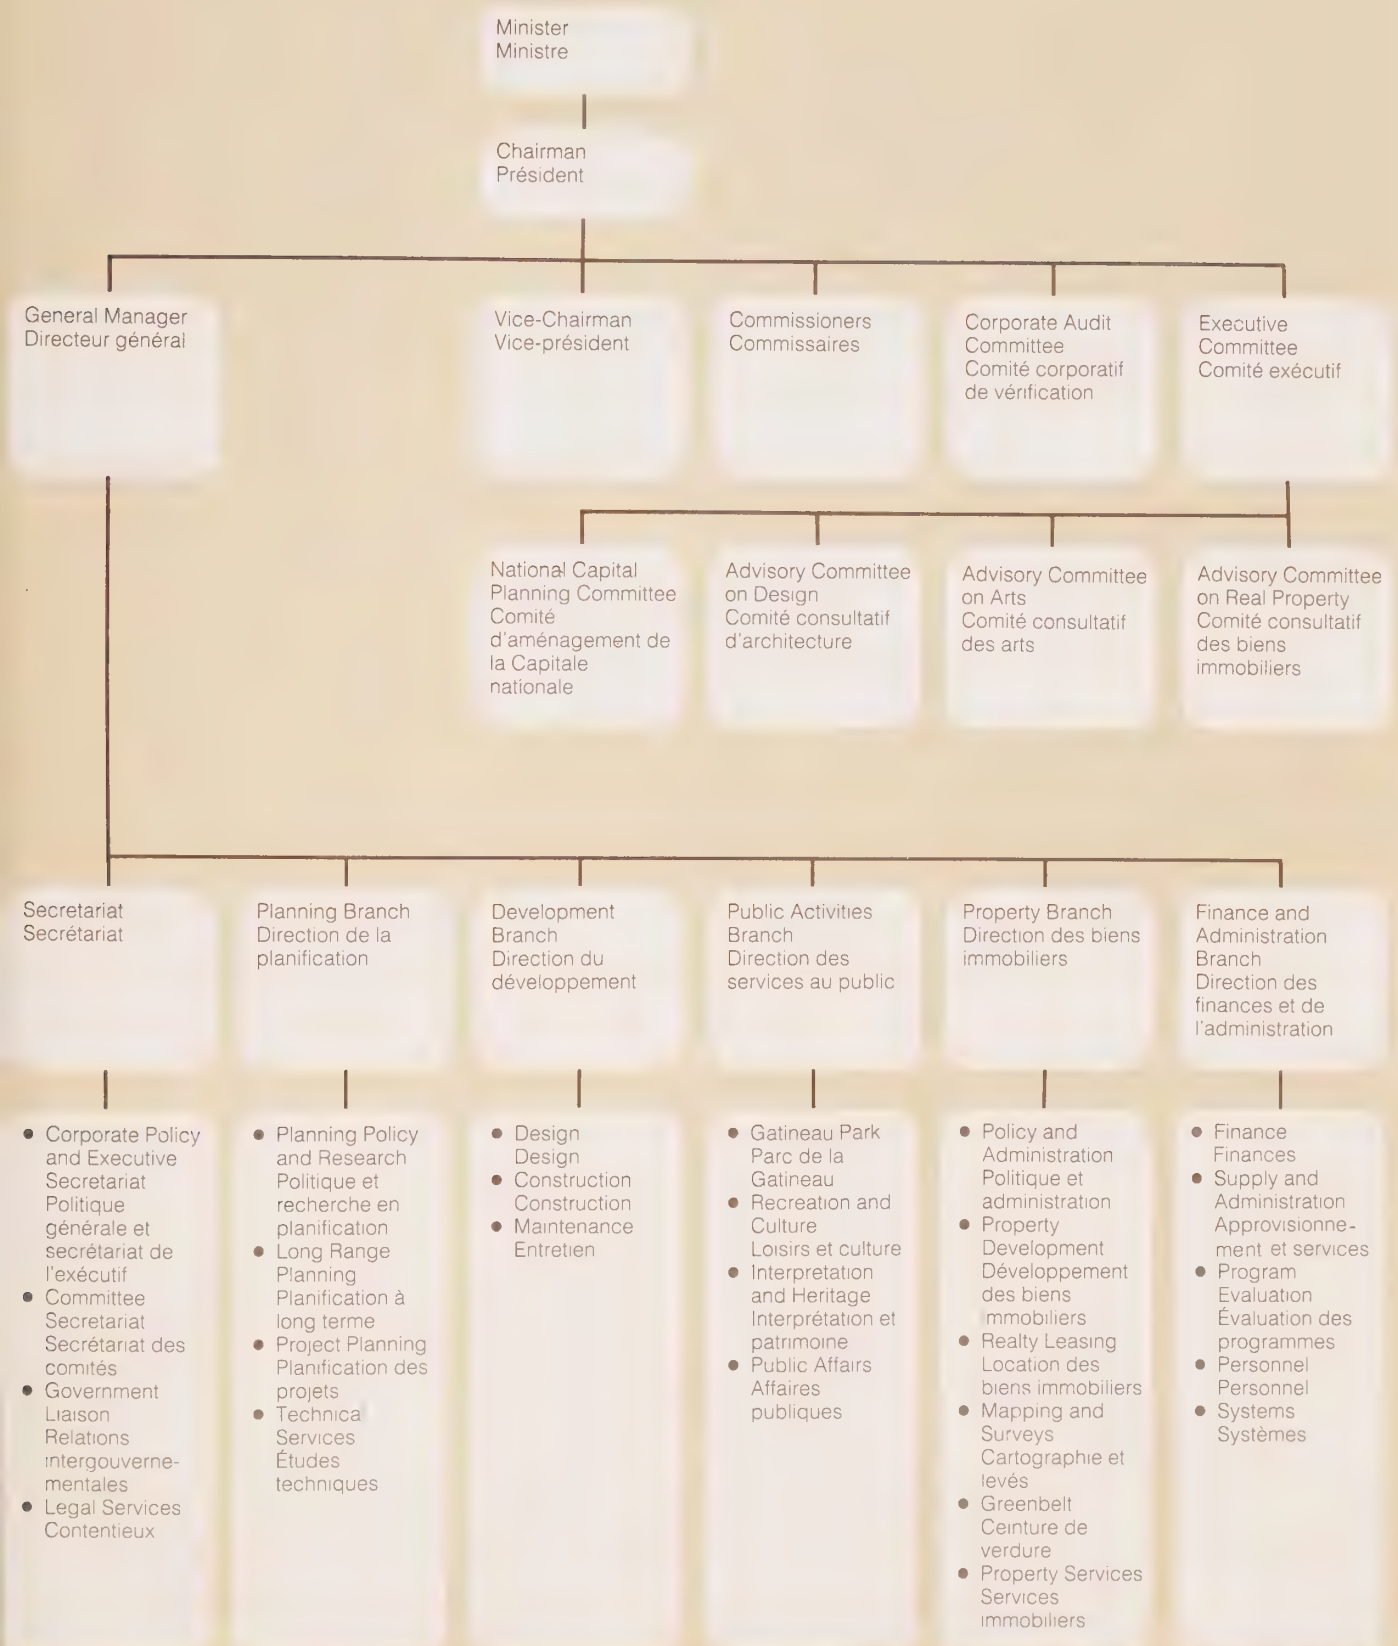 Minister
Ministre
Chairman
Président
General Manager
Directeur général
Vice-Chairman
Vice-président
Commissioners
Commissaires
Corporate Audit
Committee
Comité corporatif
de vérification
Executive
Committee
Comité exécutif
National Capital
Planning Committee
Comité
d'aménagement de
la Capitale
nationale
Advisory Committee
on Design
Comité consultatif
d'architecture
Advisory Committee
on Arts
Comité consultatif
des arts
Advisory Committee
on Real Property
Comité consultatif
des biens
immobiliers
Secretariat
Secrétariat
Planning Branch
Direction de la
planification
Development
Branch
Direction du
développement
Public Activities
Branch
Direction des
services au public
Property Branch
Direction des biens
immobiliers
Finance and
Administration
Branch
Direction des
finances et de
l'administration
● Corporate Policy
and Executive
Secretariat
Politique
générale et
secrétariat de
l'exécutif
● Committee
Secretariat
Secrétariat des
comités
● Government
Liaison
Relations
intergouverne-
mentales
● Legal Services
Contentieux
● Planning Policy
and Research
Politique et
recherche en
planification
● Long Range
Planning
Planification à
long terme
● Project Planning
Planification des
projets
● Technical
Services
Études
techniques
● Design
Design
● Construction
Construction
● Maintenance
Entretien
● Gatineau Park
Parc de la
Gatineau
● Recreation and
Culture
Loisirs et culture
● Interpretation
and Heritage
Interprétation et
patrimoine
● Public Affairs
Affaires
publiques
● Policy and
Administration
Politique et
administration
● Property
Development
Développement
des biens
immobiliers
● Realty Leasing
Location des
biens immobiliers
● Mapping and
Surveys
Cartographie et
levés
● Greenbelt
Ceinture de
verdure
● Property Services
Services
immobiliers
● Finance
Finances
● Supply and
Administration
Approvisionne-
ment et services
● Program
Evaluation
Évaluation des
programmes
● Personnel
Personnel
● Systems
Systèmes